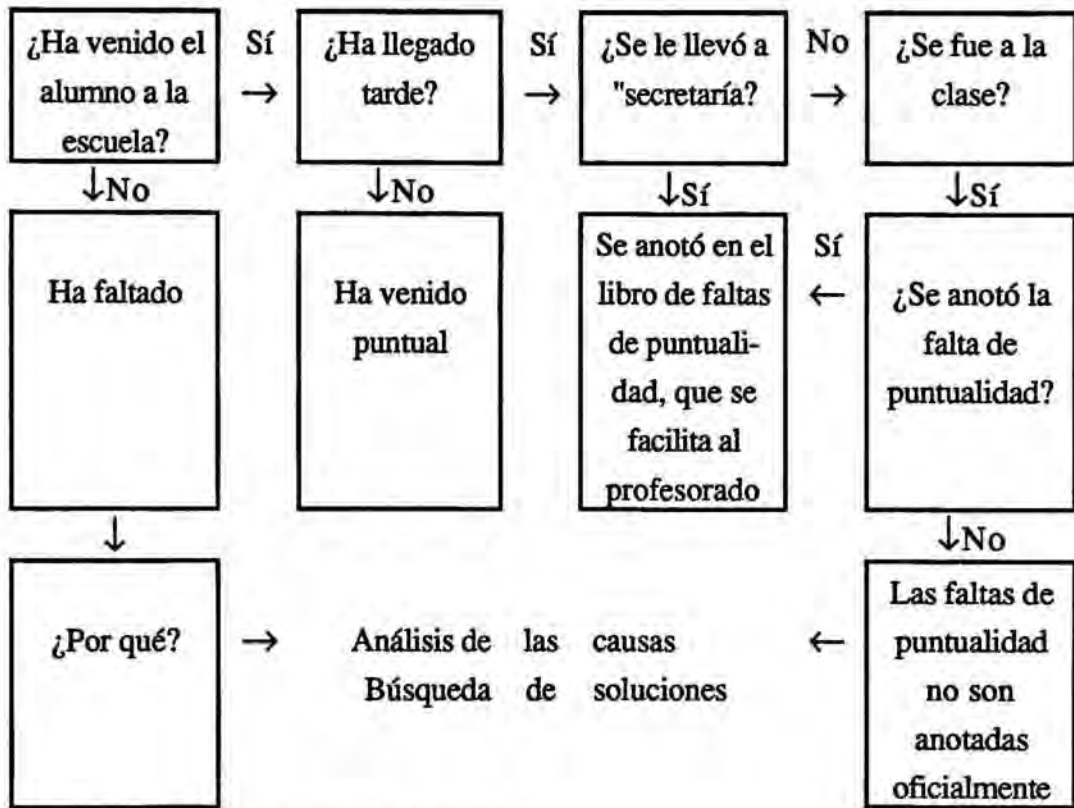 ¿Ha venido el
alumno a la
escuela?
Sí
→
¿Ha llegado
tarde?
Sí
→
¿Se le llevó a
"secretaría?
No
→
¿Se fue a la
clase?
↓No
↓No
↓Sí
↓Sí
Ha faltado
Ha venido
puntual
Se anotó en el
libro de faltas
de puntuali-
dad, que se
facilita al
profesorado
Sí
←
¿Se anotó la
falta de
puntualidad?
↓
↓No
¿Por qué?
→
Análisis de las causas
Búsqueda de soluciones
←
Las faltas de
puntualidad
no son
anotadas
oficialmente